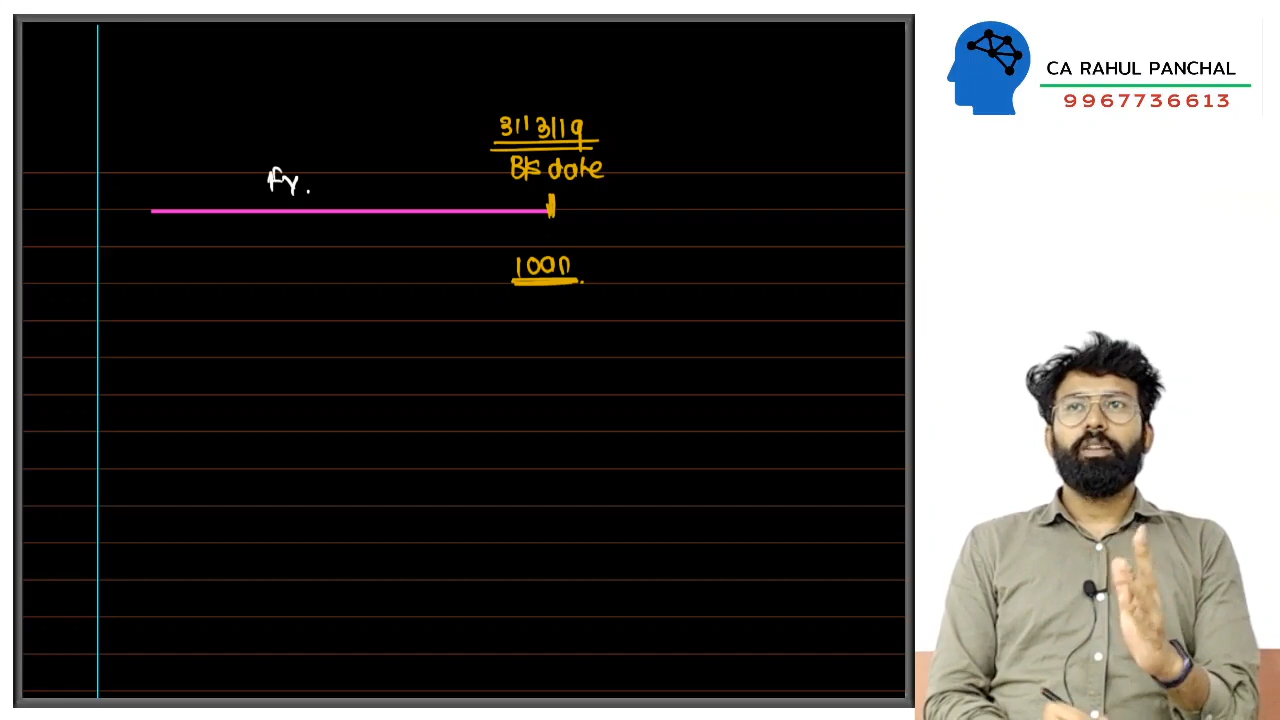 31|3|19
BS date
Fy.
1000.
CA RAHUL PANCHAL
9967736613